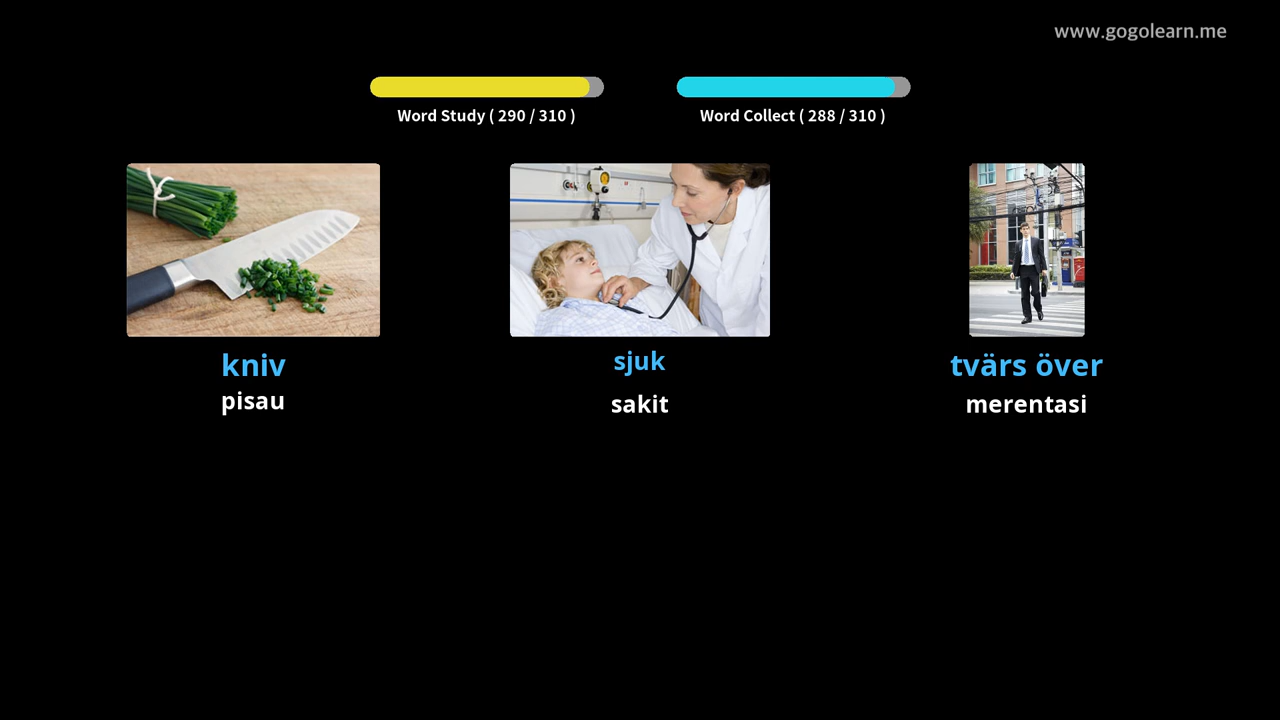 www.gogolearn.me
Word Study ( 290 / 310 )
Word Collect ( 288 / 310 )
kniv
pisau
sjuk
sakit
tvärs över
merentasi